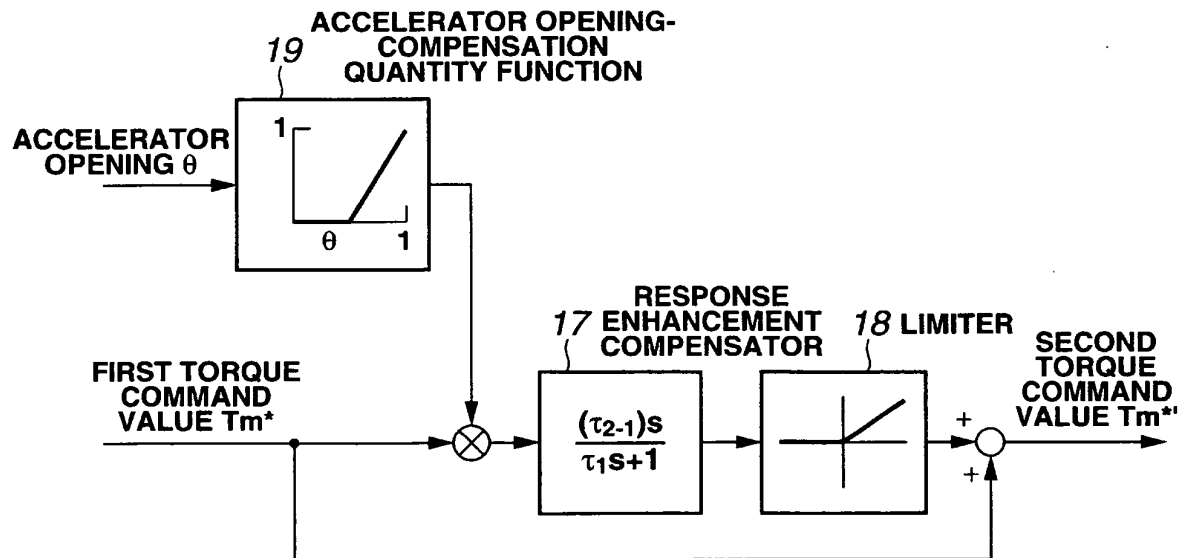 19
ACCELERATOR OPENING-
COMPENSATION
QUANTITY FUNCTION
ACCELERATOR
OPENING θ
1
θ
1
FIRST TORQUE
COMMAND
VALUE Tm*
17
RESPONSE
ENHANCEMENT
COMPENSATOR
(τ2-1)s
τ1s+1
18 LIMITER
+
+
SECOND
TORQUE
COMMAND
VALUE Tm*'